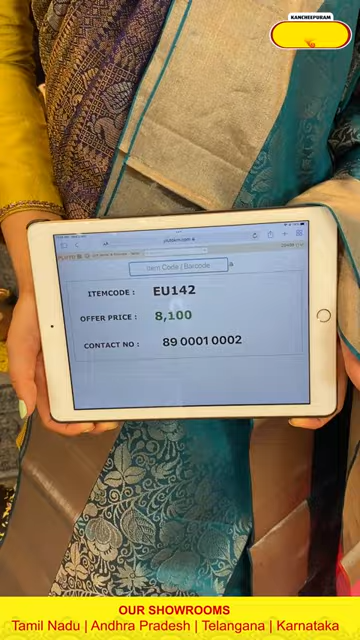 KANCHEEPURAM
Item Code / Barcode
ITEMCODE : EU142
OFFER PRICE : 8,100
CONTACT NO : 89 0001 0002
OUR SHOWROOMS
Tamil Nadu | Andhra Pradesh | Telangana | Karnataka